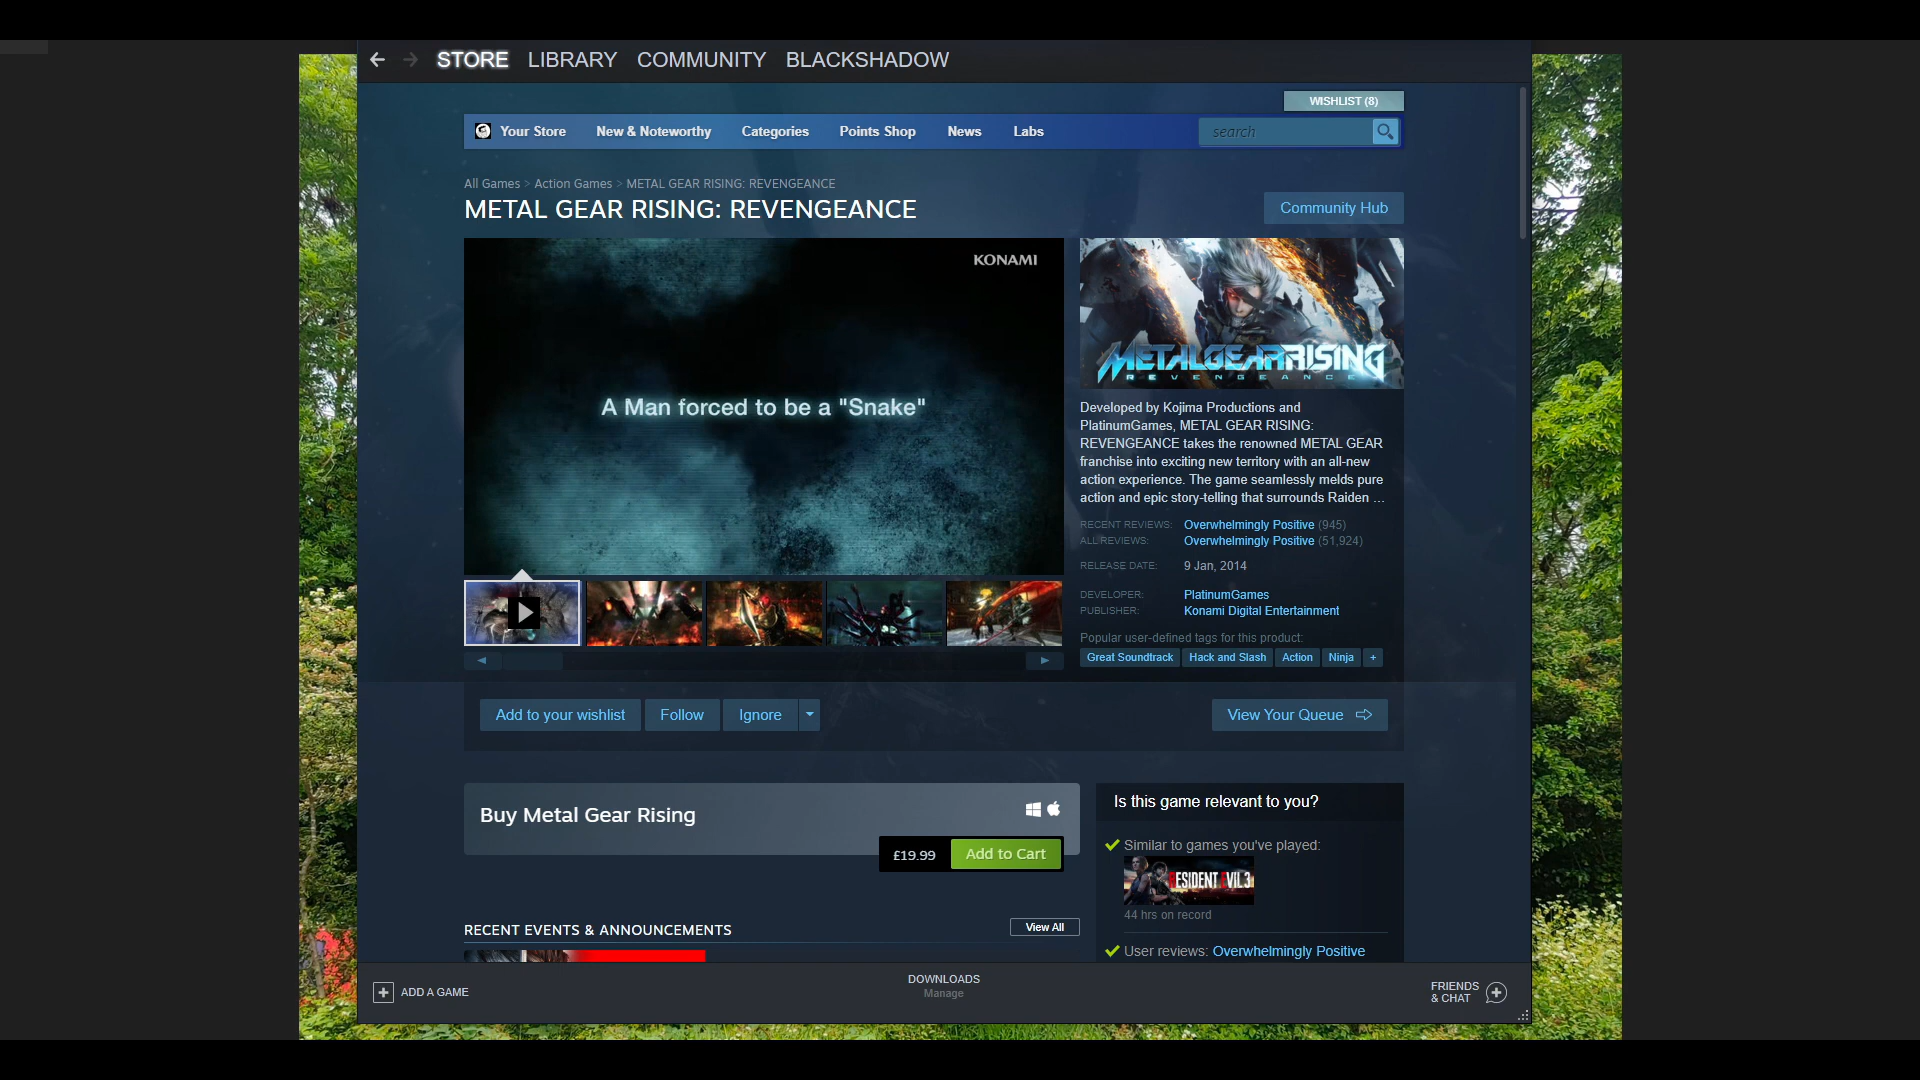 STORE LIBRARY COMMUNITY BLACKSHADOW
WISHLIST (8)
Your Store New & Noteworthy Categories Points Shop News Labs search
All Games > Action Games > METAL GEAR RISING: REVENGEANCE
METAL GEAR RISING: REVENGEANCE
Community Hub
KONAMI
A Man forced to be a "Snake"
METAL GEAR RISING
REVENGEANCE
Developed by Kojima Productions and
PlatinumGames, METAL GEAR RISING:
REVENGEANCE takes the renowned METAL GEAR
franchise into exciting new territory with an all-new
action experience. The game seamlessly melds pure
action and epic story-telling that surrounds Raiden ...
RECENT REVIEWS: Overwhelmingly Positive (945)
ALL REVIEWS: Overwhelmingly Positive (51,924)
RELEASE DATE: 9 Jan, 2014
DEVELOPER: PlatinumGames
PUBLISHER: Konami Digital Entertainment
Popular user-defined tags for this product:
Great Soundtrack Hack and Slash Action Ninja +
Add to your wishlist Follow Ignore View Your Queue
Buy Metal Gear Rising
£19.99 Add to Cart
Is this game relevant to you?
Similar to games you've played:
RESIDENT EVIL 3
44 hrs on record
User reviews: Overwhelmingly Positive
RECENT EVENTS & ANNOUNCEMENTS View All
ADD A GAME
DOWNLOADS
Manage
FRIENDS
& CHAT